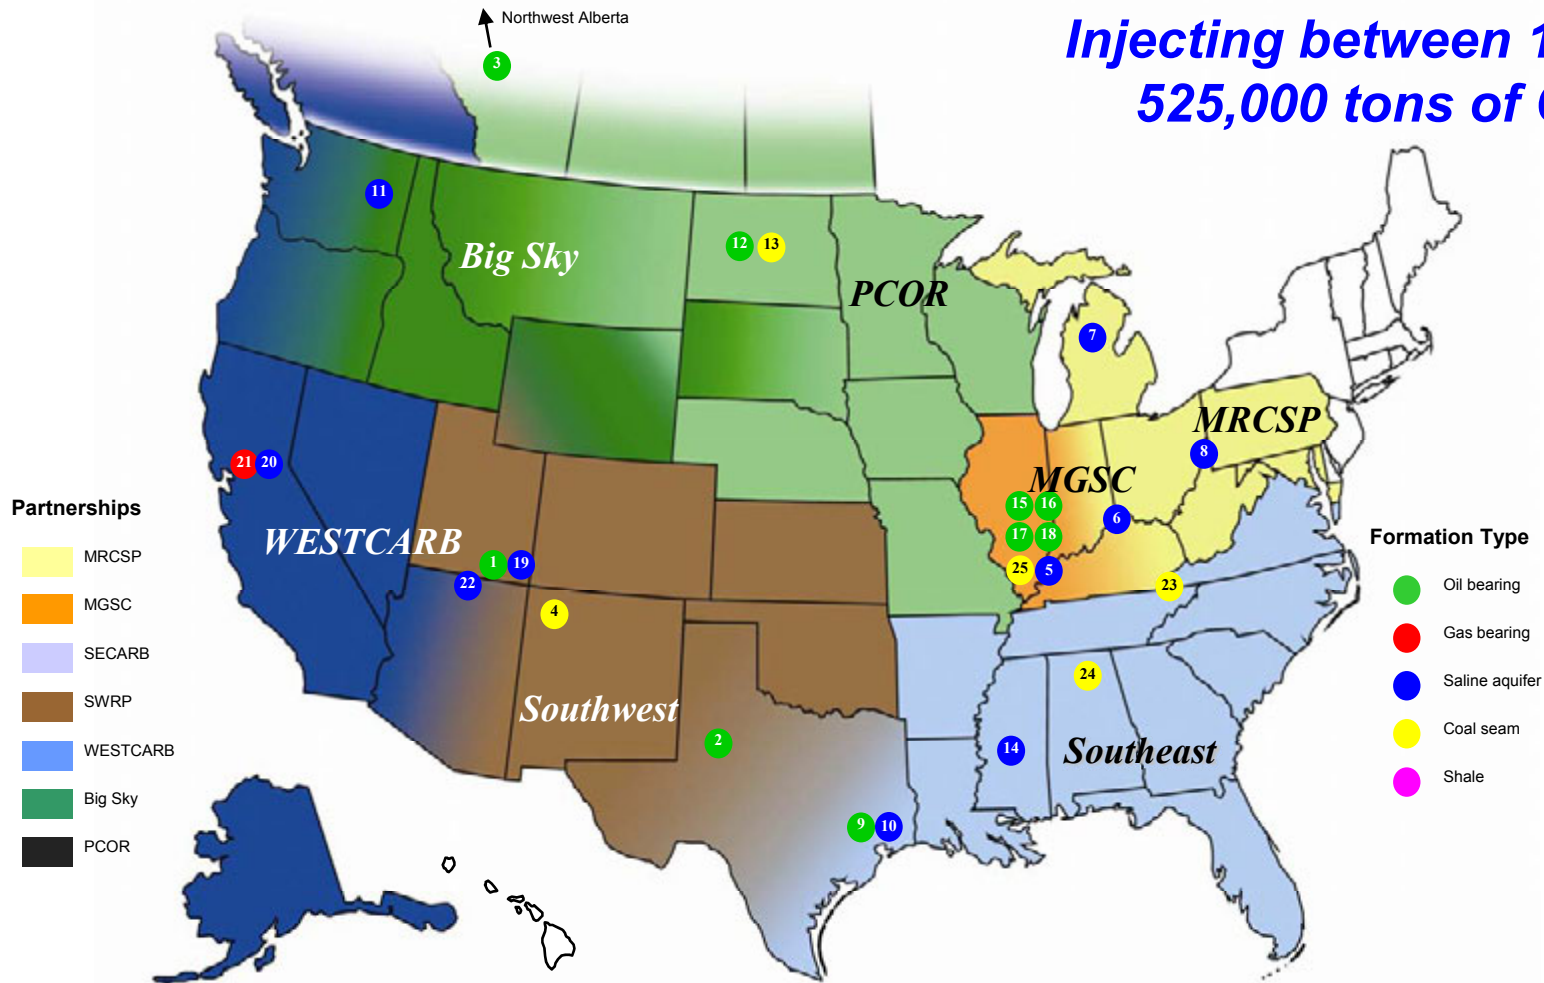 Northwest Alberta
Injecting between 1
525,000 tons of
3
11
Big Sky
12
13
PCOR
7
MRCSP
8
MGSC
21
20
15
16
6
17
18
WESTCARB
1
19
25
5
22
23
4
24
Southwest
2
14
Southeast
9
10
Partnerships
MRCSP
MGSC
SECARB
SWRP
WESTCARB
Big Sky
PCOR
Formation Type
Oil bearing
Gas bearing
Saline aquifer
Coal seam
Shale